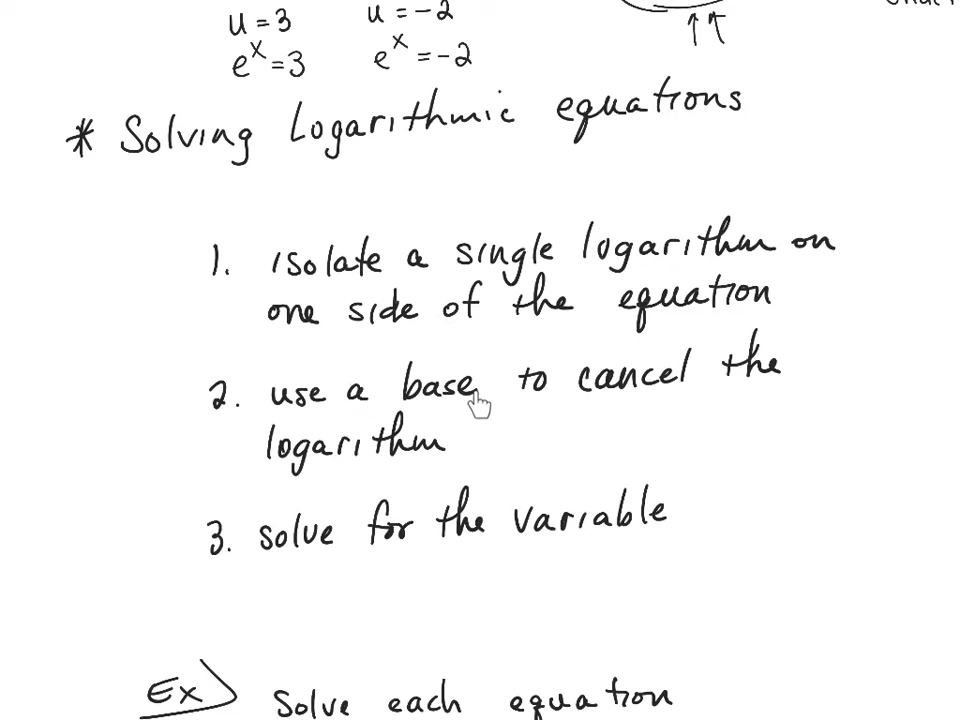 u = 3 u = -2
e^x = 3 e^x = -2
* Solving Logarithmic equations
1. isolate a single logarithm on
one side of the equation
2. use a base to cancel the
logarithm
3. solve for the variable
Ex Solve each equation